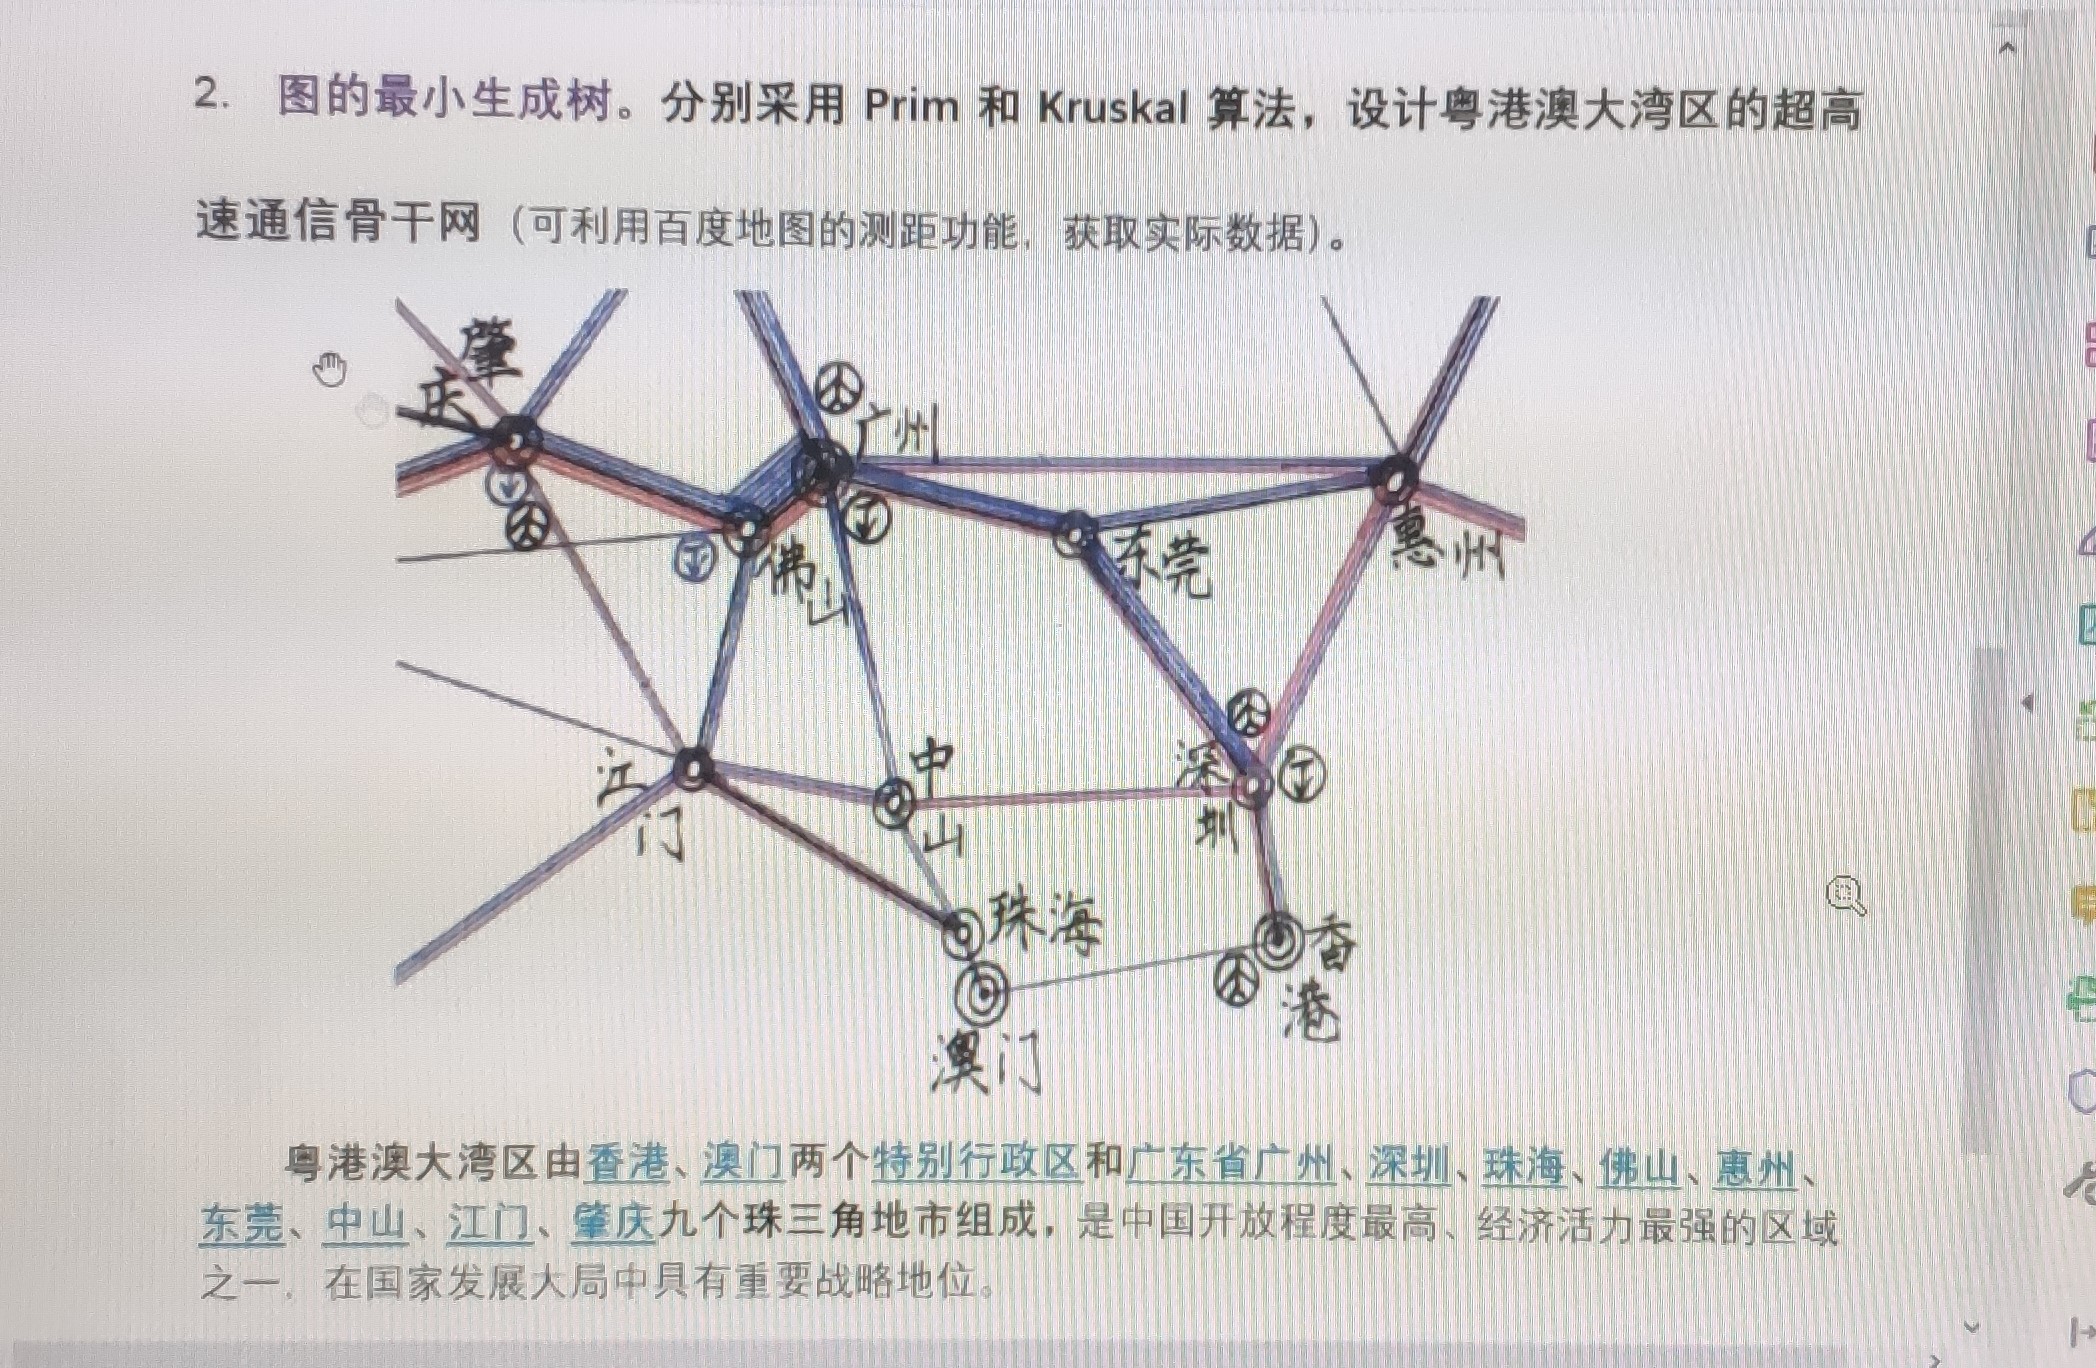 2. 图的最小生成树。分别采用 Prim 和 Kruskal 算法，设计粤港澳大湾区的超高
速通信骨干网（可利用百度地图的测距功能，获取实际数据）。
肇
庆
广州
佛
山
东莞
惠州
江
门
中
山
深
圳
珠海
香
港
澳门
粤港澳大湾区由香港、澳门两个特别行政区和广东省广州、深圳、珠海、佛山、惠州、
东莞、中山、江门、肇庆九个珠三角地市组成，是中国开放程度最高、经济活力最强的区域
之一，在国家发展大局中具有重要战略地位。